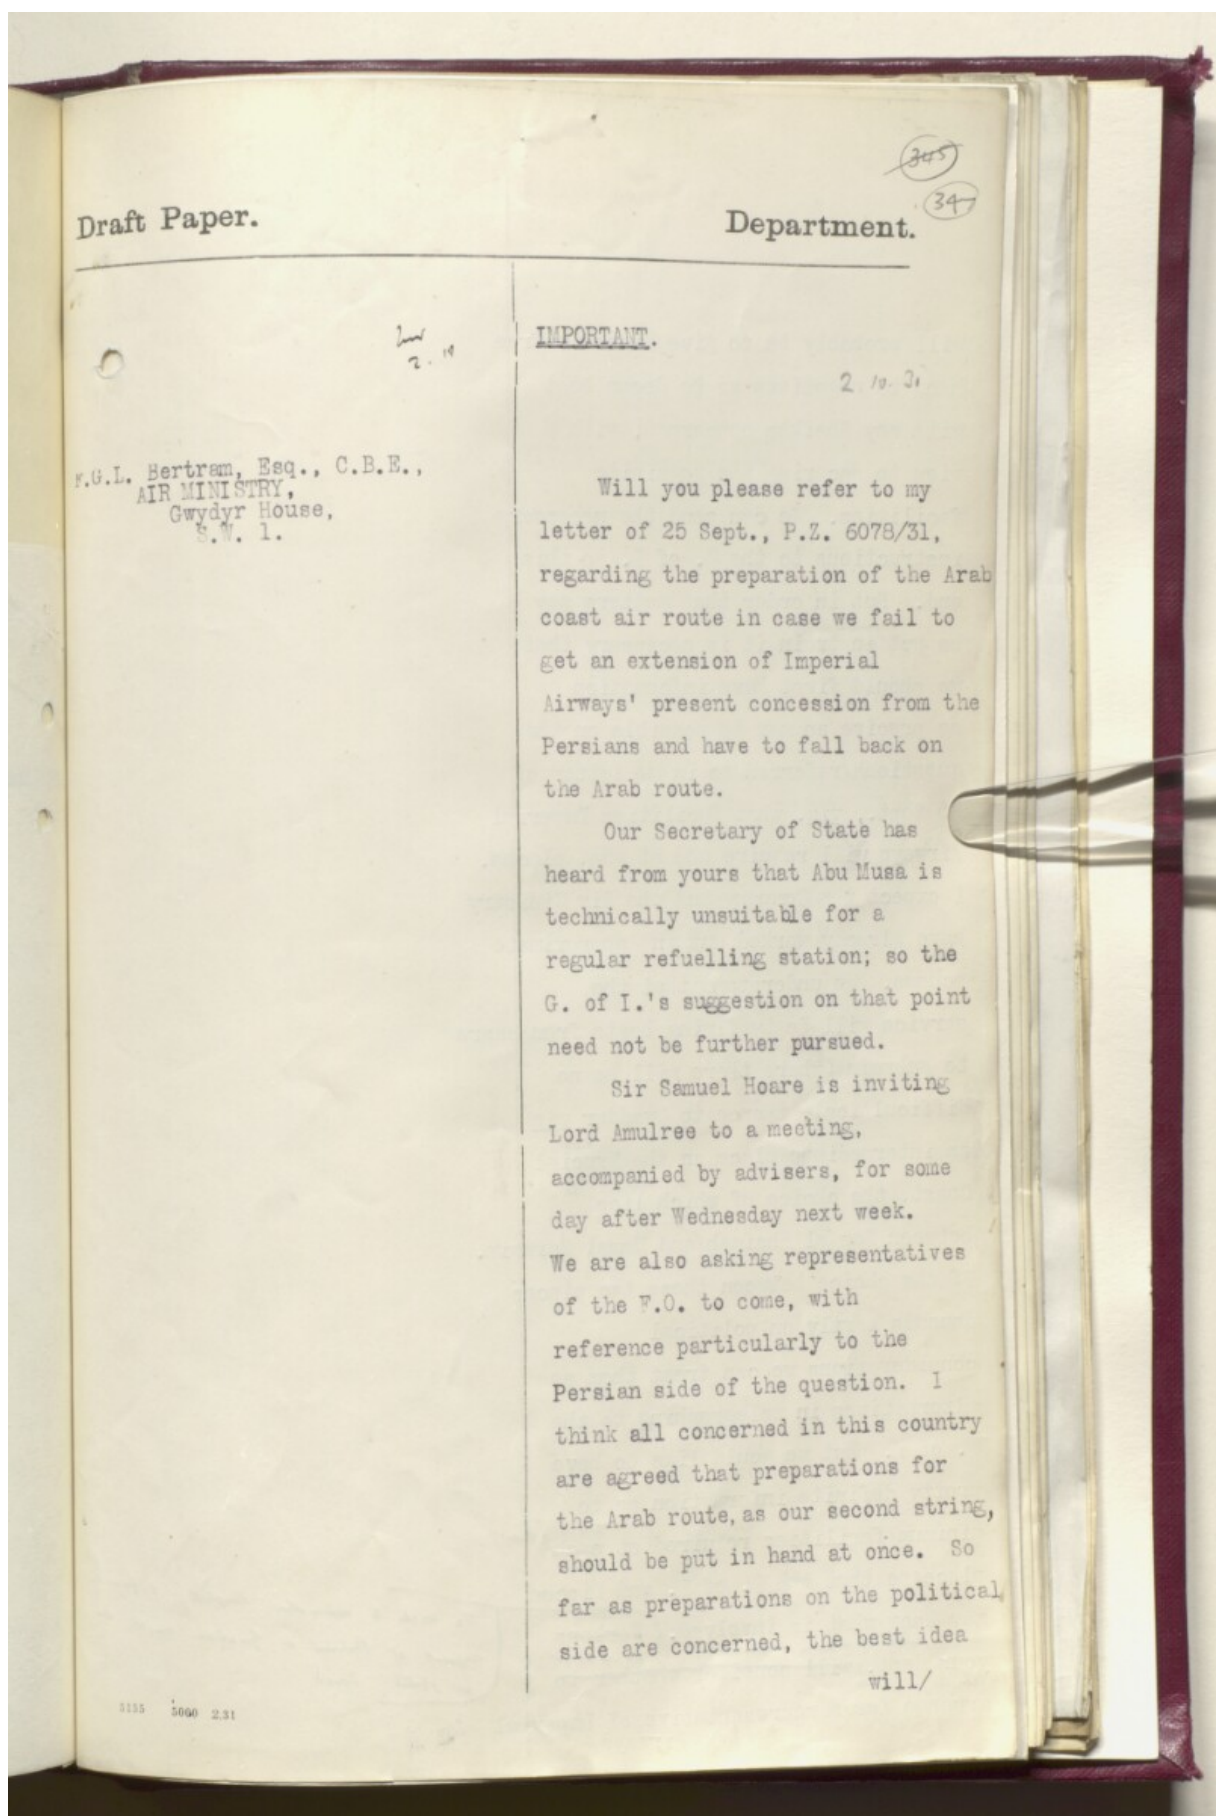 345
34
Draft Paper.
Department.
2.10
IMPORTANT.
2 10. 31
F.G.L. Bertram, Esq., C.B.E.,
AIR MINISTRY,
Gwydyr House,
S.W. 1.
Will you please refer to my
letter of 25 Sept., P.Z. 6078/31,
regarding the preparation of the Arab
coast air route in case we fail to
get an extension of Imperial
Airways' present concession from the
Persians and have to fall back on
the Arab route.
Our Secretary of State has
heard from yours that Abu Musa is
technically unsuitable for a
regular refuelling station; so the
G. of I.'s suggestion on that point
need not be further pursued.
Sir Samuel Hoare is inviting
Lord Amulree to a meeting,
accompanied by advisers, for some
day after Wednesday next week.
We are also asking representatives
of the F.O. to come, with
reference particularly to the
Persian side of the question. I
think all concerned in this country
are agreed that preparations for
the Arab route, as our second string,
should be put in hand at once. So
far as preparations on the political
side are concerned, the best idea
will/
5000 2.31